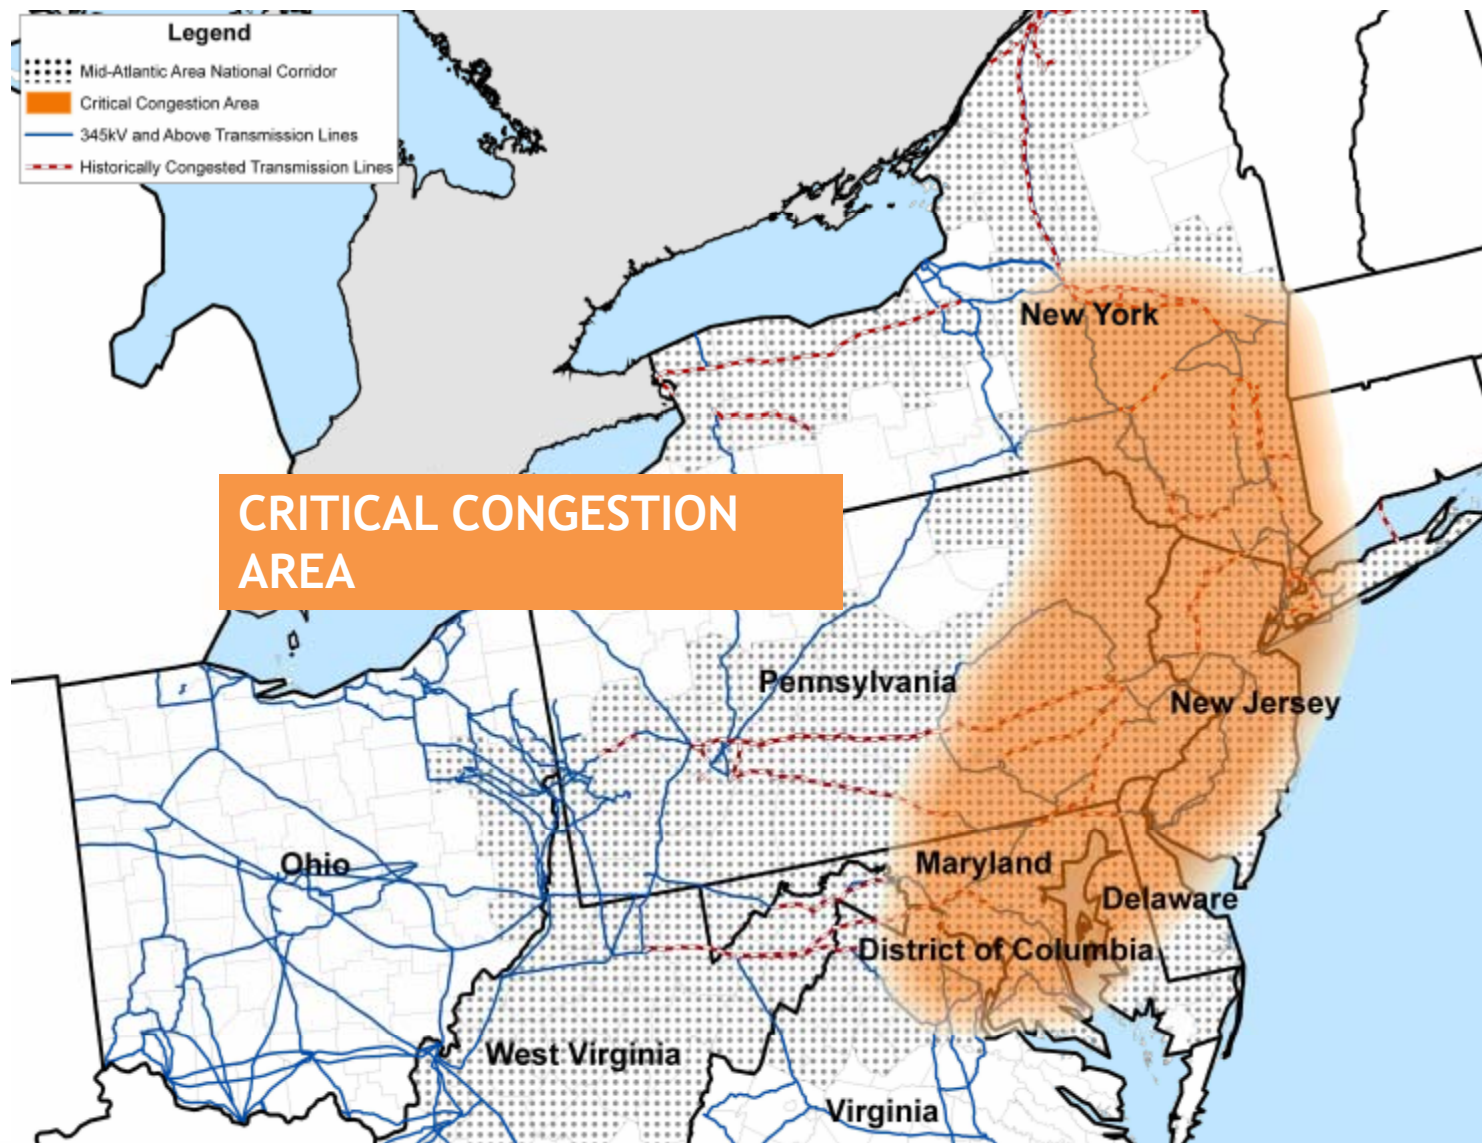 Legend
Mid-Atlantic Area National Corridor
Critical Congestion Area
345kV and Above Transmission Lines
Historically Congested Transmission Lines
New York
CRITICAL CONGESTION
AREA
Pennsylvania
New Jersey
Ohio
Maryland
Delaware
District of Columbia
West Virginia
Virginia